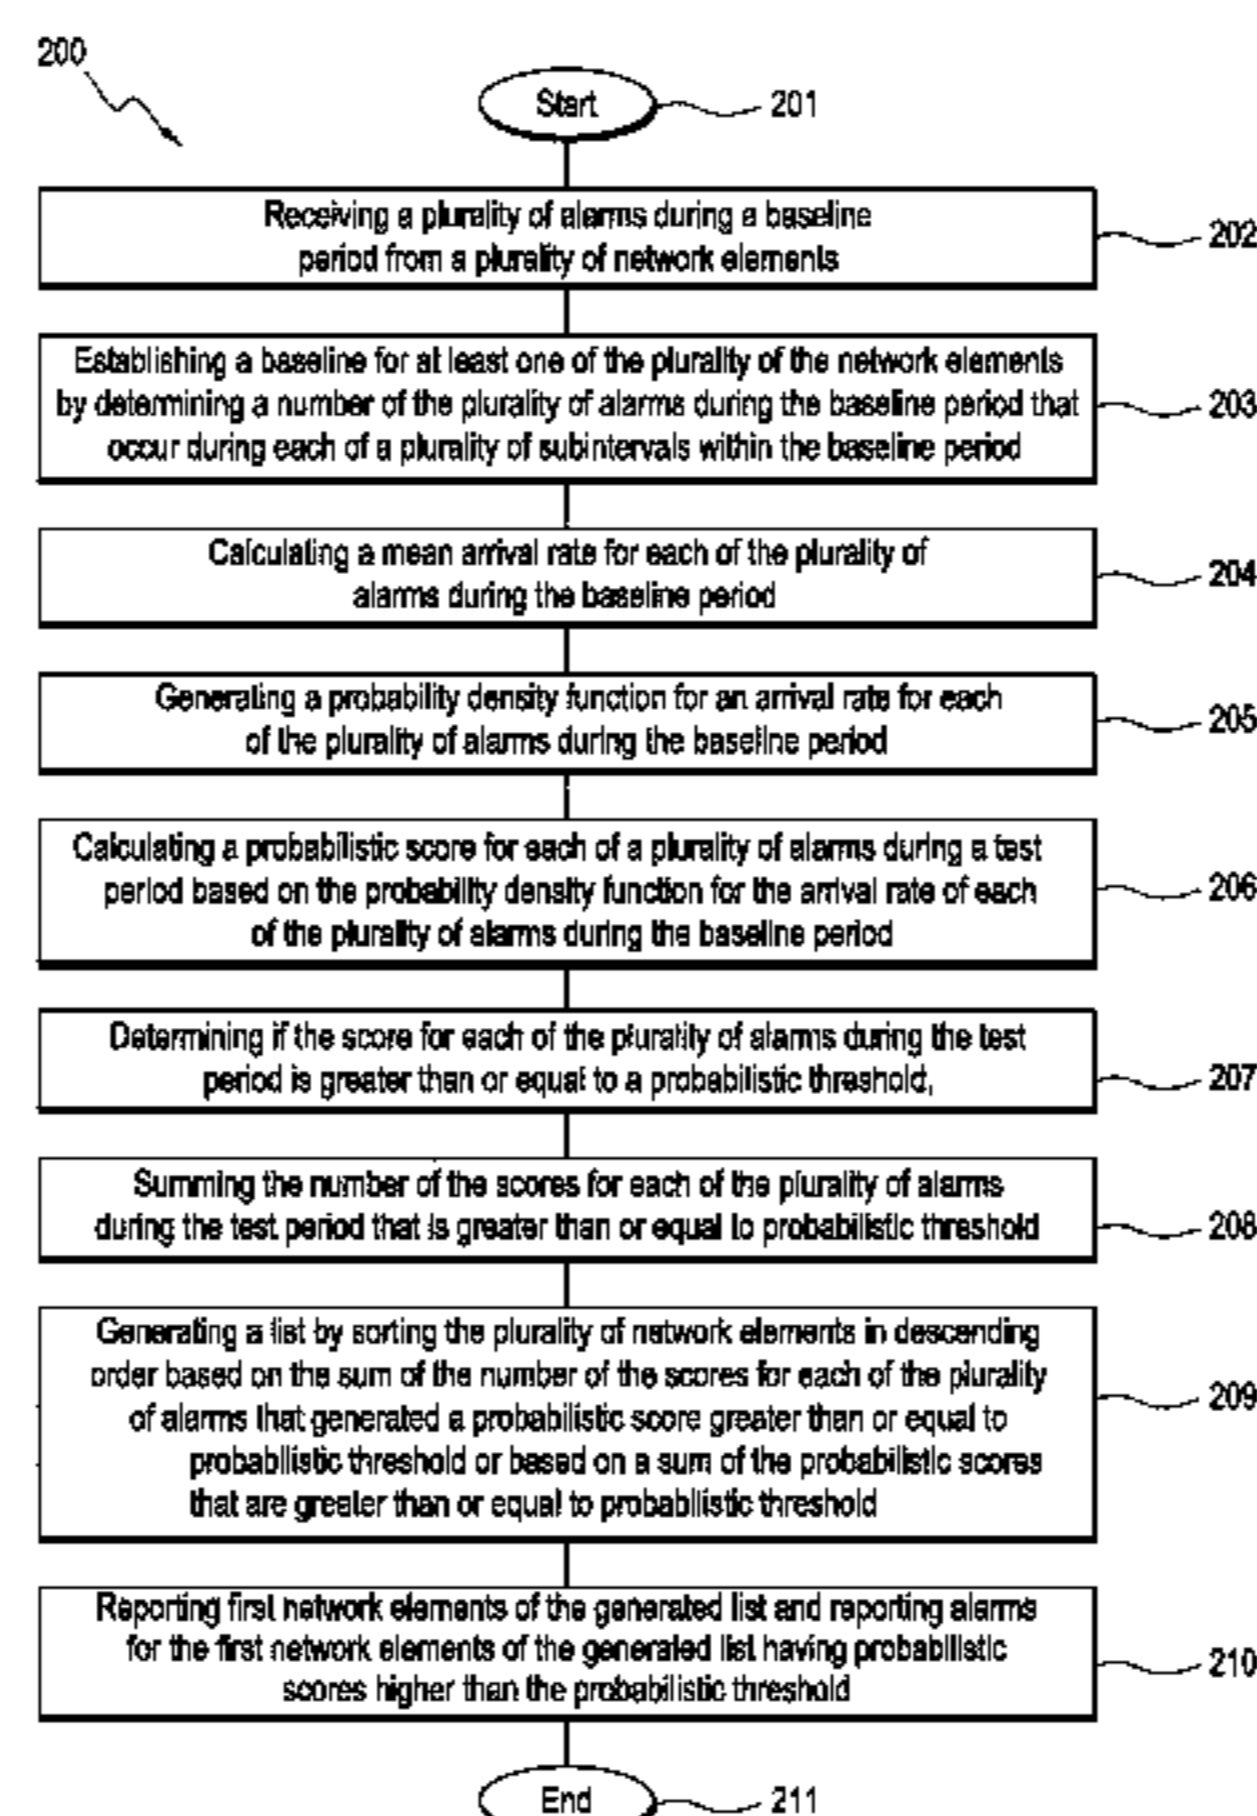 200
Start
201
Receiving a plurality of alarms during a baseline
period from a plurality of network elements
202
Establishing a baseline for at least one of the plurality of the network elements
by determining a number of the plurality of alarms during the baseline period that
occur during each of a plurality of subintervals within the baseline period
203
Calculating a mean arrival rate for each of the plurality of
alarms during the baseline period
204
Generating a probability density function for an arrival rate for each
of the plurality of alarms during the baseline period
205
Calculating a probabilistic score for each of a plurality of alarms during a test
period based on the probability density function for the arrival rate of each
of the plurality of alarms during the baseline period
206
Determining if the score for each of the plurality of alarms during the test
period is greater than or equal to a probabilistic threshold,
207
Summing the number of the scores for each of the plurality of alarms
during the test period that is greater than or equal to probabilistic threshold
208
Generating a list by sorting the plurality of network elements in descending
order based on the sum of the number of the scores for each of the plurality
of alarms that generated a probabilistic score greater than or equal to
probabilistic threshold or based on a sum of the probabilistic scores
that are greater than or equal to probabilistic threshold
209
Reporting first network elements of the generated list and reporting alarms
for the first network elements of the generated list having probabilistic
scores higher than the probabilistic threshold
210
End
211